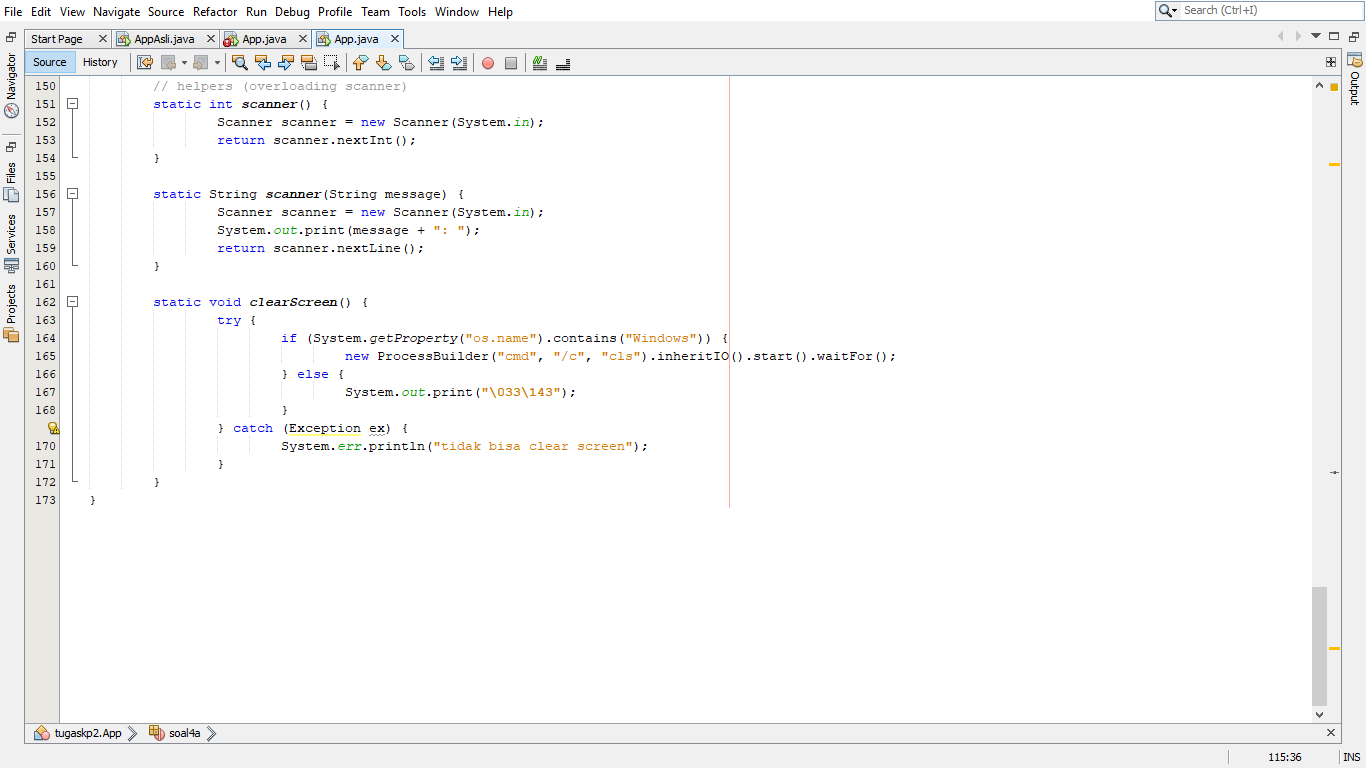 File Edit View Navigate Source Refactor Run Debug Profile Team Tools Window Help
Search (Ctrl+I)
Start Page AppAsli.java App.java App.java
Source History
Navigator
Files
Services
Projects
Output
150 // helpers (overloading scanner)
151 static int scanner() {
152 Scanner scanner = new Scanner(System.in);
153 return scanner.nextInt();
154 }
155
156 static String scanner(String message) {
157 Scanner scanner = new Scanner(System.in);
158 System.out.print(message + ": ");
159 return scanner.nextLine();
160 }
161
162 static void clearScreen() {
163 try {
164 if (System.getProperty("os.name").contains("Windows")) {
165 new ProcessBuilder("cmd", "/c", "cls").inheritIO().start().waitFor();
166 } else {
167 System.out.print("\033\143");
168 }
} catch (Exception ex) {
170 System.err.println("tidak bisa clear screen");
171 }
172 }
173 }
tugaskp2.App soal4a
115:36 INS